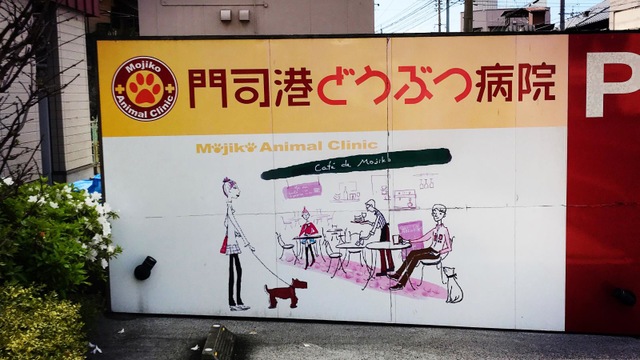 Mojiko
Animal Clinic
門司港どうぶつ病院
P
Mojiko Animal Clinic
Café de Mojiko